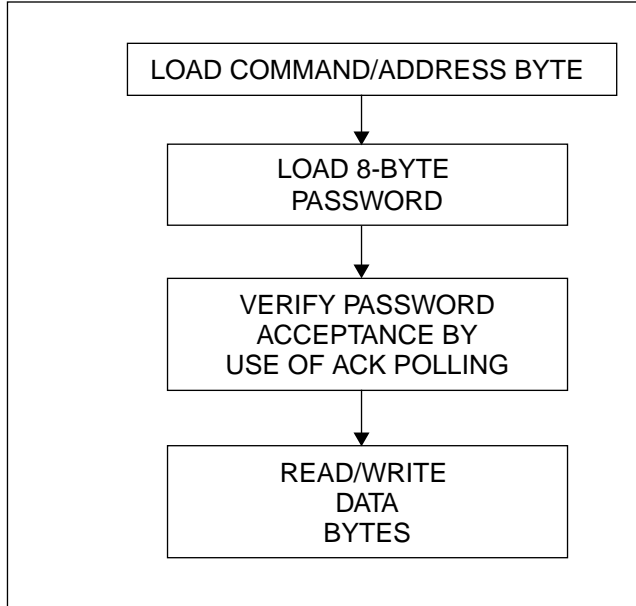 LOAD COMMAND/ADDRESS BYTE
LOAD 8-BYTE
PASSWORD
VERIFY PASSWORD
ACCEPTANCE BY
USE OF ACK POLLING
READ/WRITE
DATA
BYTES